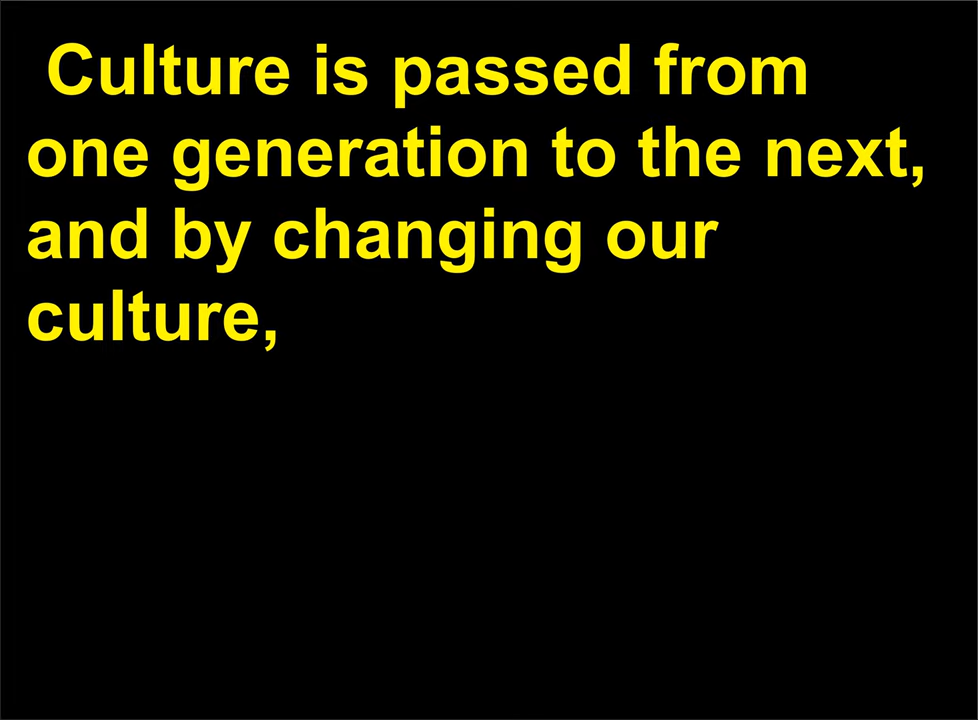 Culture is passed from
one generation to the next,
and by changing our
culture,